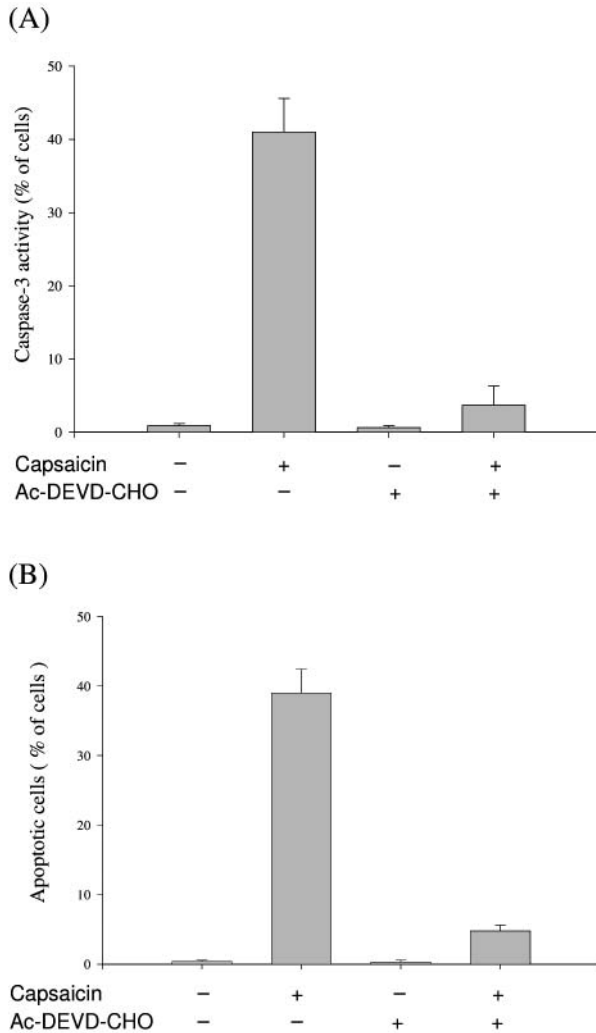 (A)
50
40
30
20
10
0
Caspase-3 activity (% of cells)
Capsaicin – + – +
Ac-DEVD-CHO – – + +
(B)
50
40
30
20
10
0
Apoptotic cells ( % of cells )
Capsaicin – + – +
Ac-DEVD-CHO – – + +